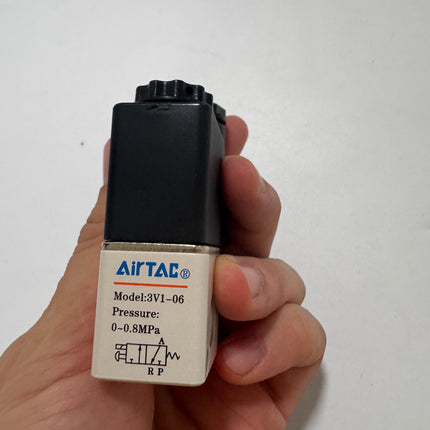 AirTAC®
Model:3V1-06
Pressure:
0~0.8MPa
A
R P